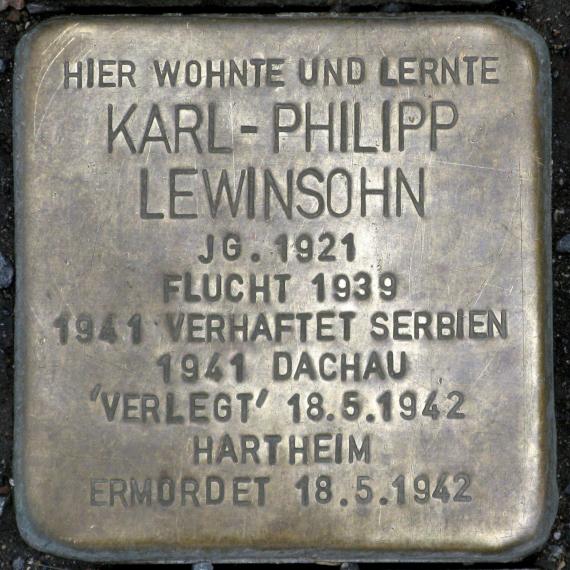 HIER WOHNTE UND LERNTE
KARL-PHILIPP
LEWINSOHN
JG. 1921
FLUCHT 1939
1941 VERHAFTET SERBIEN
1941 DACHAU
'VERLEGT' 18.5.1942
HARTHEIM
ERMORDET 18.5.1942